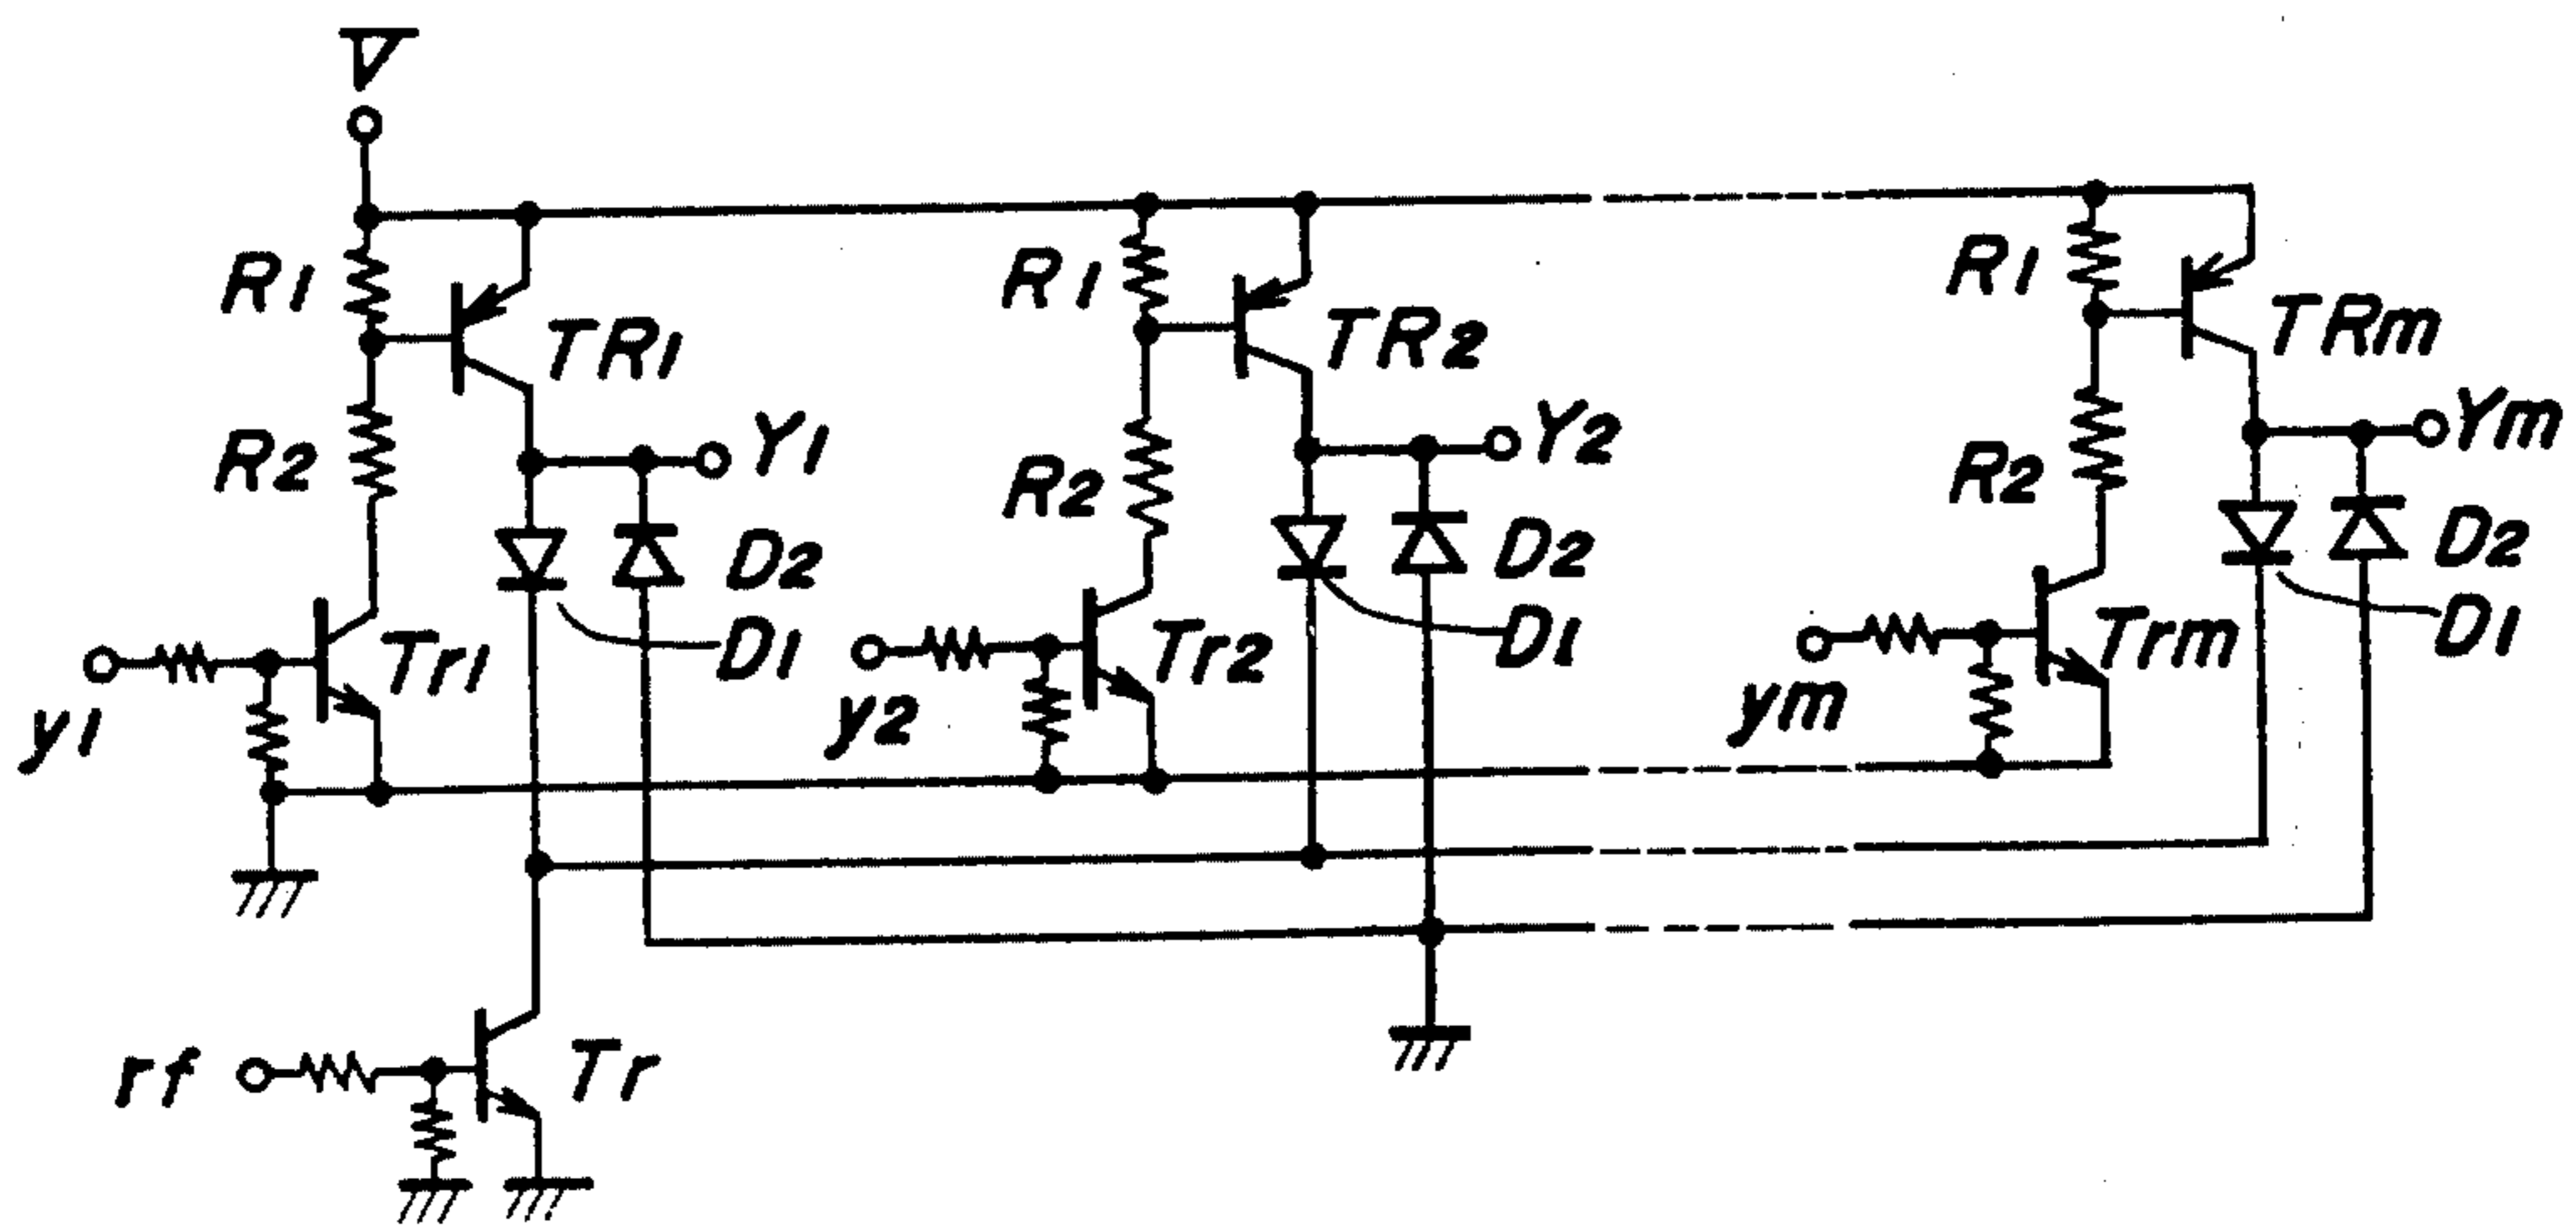 V
R1 TR1 R1 TR2 R1 TRm
Y1 Y2 Ym
R2 R2 R2
D2 D2 D2
D1 D1 D1
y1 Tr1 y2 Tr2 ym Trm
rf Tr